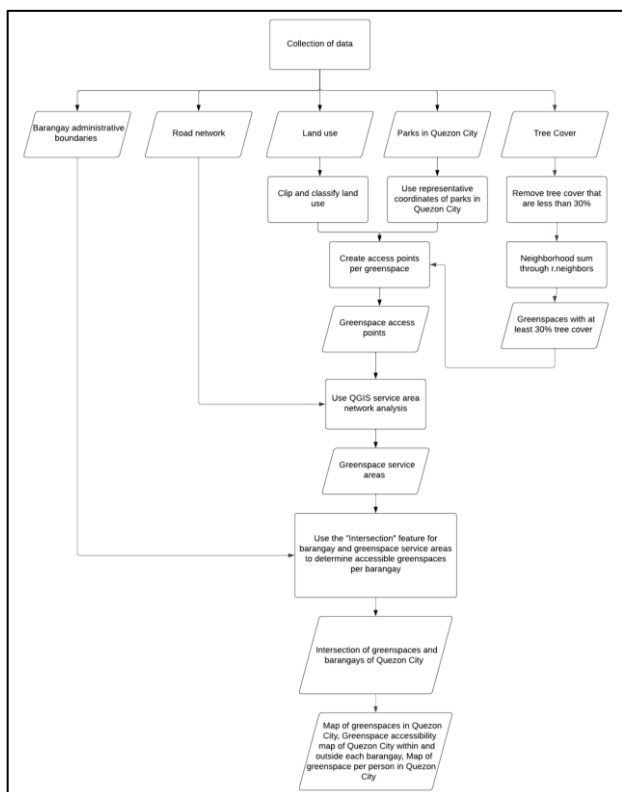 Collection of data
Barangay administrative
boundaries
Road network
Land use
Parks in Quezon City
Tree Cover
Clip and classify land
use
Use representative
coordinates of parks in
Quezon City
Remove tree cover that
are less than 30%
Create access points
per greenspace
Neighborhood sum
through r.neighbors
Greenspace access
points
Greenspaces with at
least 30% tree cover
Use QGIS service area
network analysis
Greenspace service
areas
Use the "Intersection" feature for
barangay and greenspace service areas
to determine accessible greenspaces
per barangay
Intersection of greenspaces and
barangays of Quezon City
Map of greenspaces in Quezon
City, Greenspace accessibility
map of Quezon City within and
outside each barangay, Map of
greenspace per person in Quezon
City